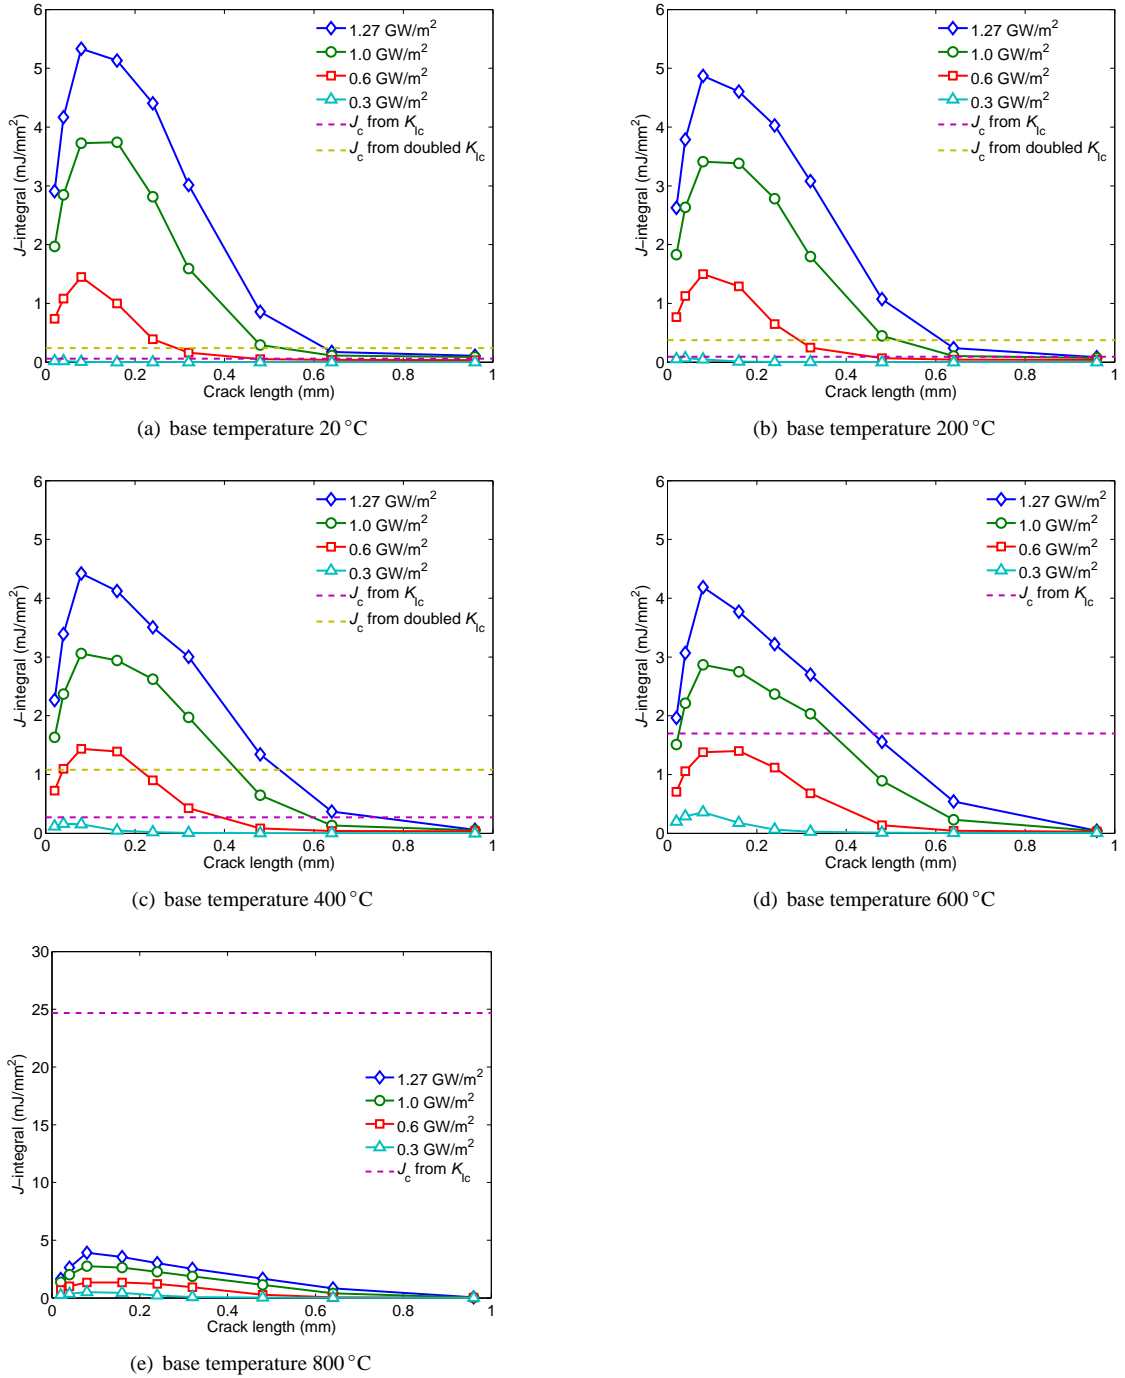 6
5
4
3
2
1
0
0 0.2 0.4 0.6 0.8 1
J–integral (mJ/mm²)
Crack length (mm)
1.27 GW/m²
1.0 GW/m²
0.6 GW/m²
0.3 GW/m²
Jc from KIc
Jc from doubled KIc
(a) base temperature 20 °C
6
5
4
3
2
1
0
0 0.2 0.4 0.6 0.8 1
J–integral (mJ/mm²)
Crack length (mm)
1.27 GW/m²
1.0 GW/m²
0.6 GW/m²
0.3 GW/m²
Jc from KIc
Jc from doubled KIc
(b) base temperature 200 °C
6
5
4
3
2
1
0
0 0.2 0.4 0.6 0.8 1
J–integral (mJ/mm²)
Crack length (mm)
1.27 GW/m²
1.0 GW/m²
0.6 GW/m²
0.3 GW/m²
Jc from KIc
Jc from doubled KIc
(c) base temperature 400 °C
6
5
4
3
2
1
0
0 0.2 0.4 0.6 0.8 1
J–integral (mJ/mm²)
Crack length (mm)
1.27 GW/m²
1.0 GW/m²
0.6 GW/m²
0.3 GW/m²
Jc from KIc
(d) base temperature 600 °C
30
25
20
15
10
5
0
0 0.2 0.4 0.6 0.8 1
J–integral (mJ/mm²)
Crack length (mm)
1.27 GW/m²
1.0 GW/m²
0.6 GW/m²
0.3 GW/m²
Jc from KIc
(e) base temperature 800 °C